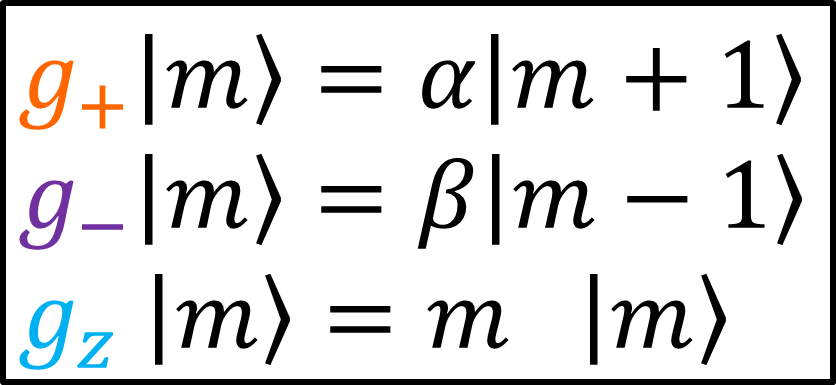 g₊|m⟩ = α|m + 1⟩
g₋|m⟩ = β|m − 1⟩
g_z |m⟩ = m |m⟩